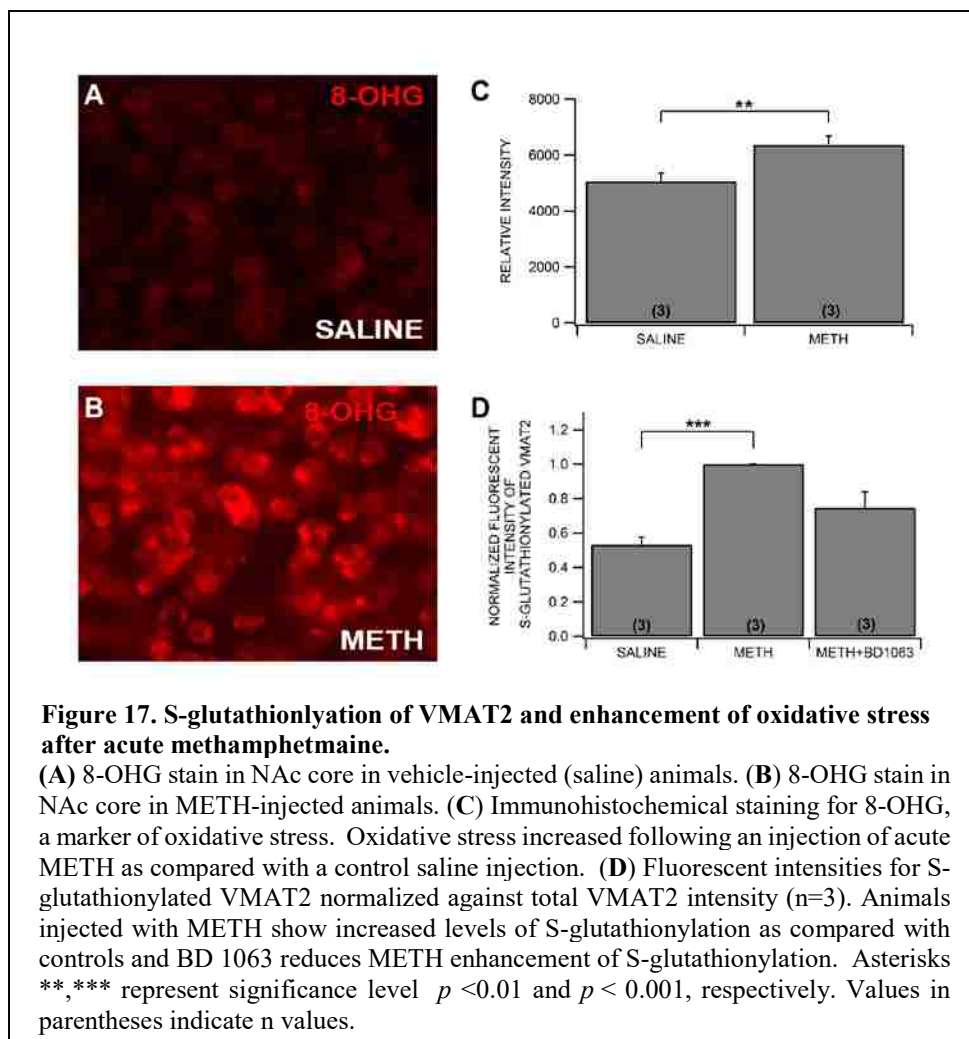 A
8-OHG
SALINE
B
8-OHG
METH
C
RELATIVE INTENSITY
8000
6000
4000
2000
0
**
(3)
(3)
SALINE
METH
D
NORMALIZED FLUORESCENT
INTENSITY OF
S-GLUTATHIONYLATED VMAT2
1.2
1.0
0.8
0.6
0.4
0.2
0.0
***
(3)
(3)
(3)
SALINE
METH
METH+BD1063
Figure 17. S-glutathionlyation of VMAT2 and enhancement of oxidative stress
after acute methamphetmaine.
(A) 8-OHG stain in NAc core in vehicle-injected (saline) animals. (B) 8-OHG stain in
NAc core in METH-injected animals. (C) Immunohistochemical staining for 8-OHG,
a marker of oxidative stress. Oxidative stress increased following an injection of acute
METH as compared with a control saline injection. (D) Fluorescent intensities for S-
glutathionylated VMAT2 normalized against total VMAT2 intensity (n=3). Animals
injected with METH show increased levels of S-glutathionylation as compared with
controls and BD 1063 reduces METH enhancement of S-glutathionylation. Asterisks
**,*** represent significance level p <0.01 and p < 0.001, respectively. Values in
parentheses indicate n values.